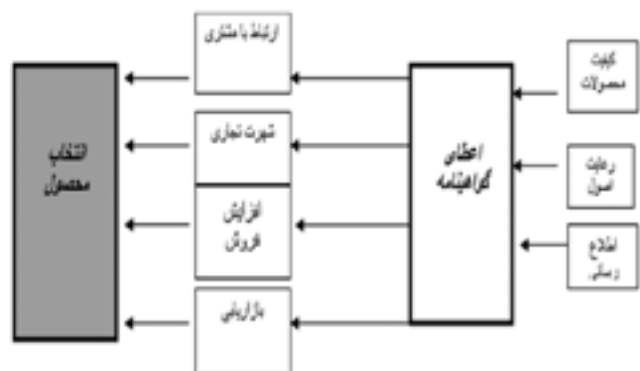 کیفیت
محصولات
رعایت
اصول
اطلاع
رسانی
اعطای
گواهینامه
ارتباط با مشتری
شهرت تجاری
افزایش
فروش
بازاریابی
انتخاب
محصول